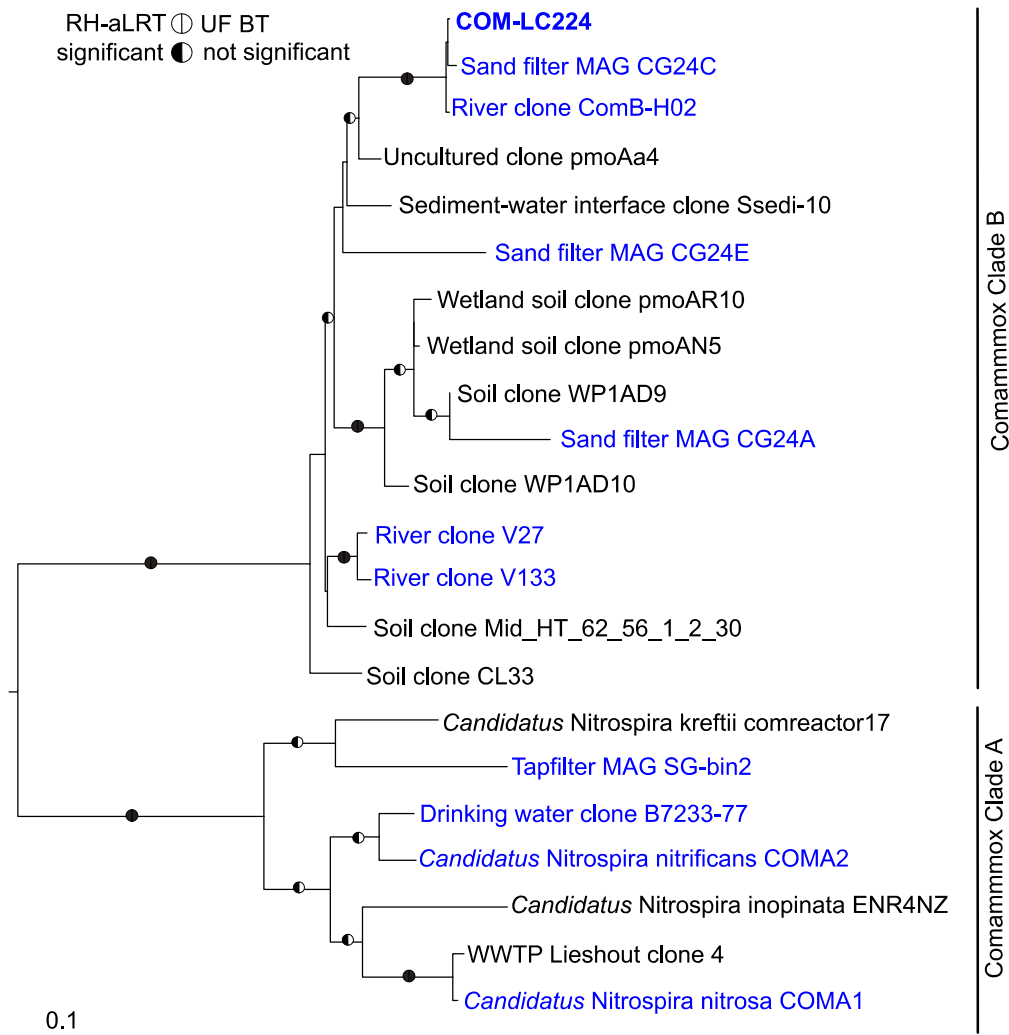 RH-aLRT UF BT
significant not significant
COM-LC224
Sand filter MAG CG24C
River clone ComB-H02
Uncultured clone pmoAa4
Sediment-water interface clone Ssedi-10
Sand filter MAG CG24E
Wetland soil clone pmoAR10
Wetland soil clone pmoAN5
Soil clone WP1AD9
Sand filter MAG CG24A
Soil clone WP1AD10
River clone V27
River clone V133
Soil clone Mid_HT_62_56_1_2_30
Soil clone CL33
Comammmox Clade B
Candidatus Nitrospira kreftii comreactor17
Tapfilter MAG SG-bin2
Drinking water clone B7233-77
Candidatus Nitrospira nitrificans COMA2
Candidatus Nitrospira inopinata ENR4NZ
WWTP Lieshout clone 4
Candidatus Nitrospira nitrosa COMA1
Comammmox Clade A
0.1